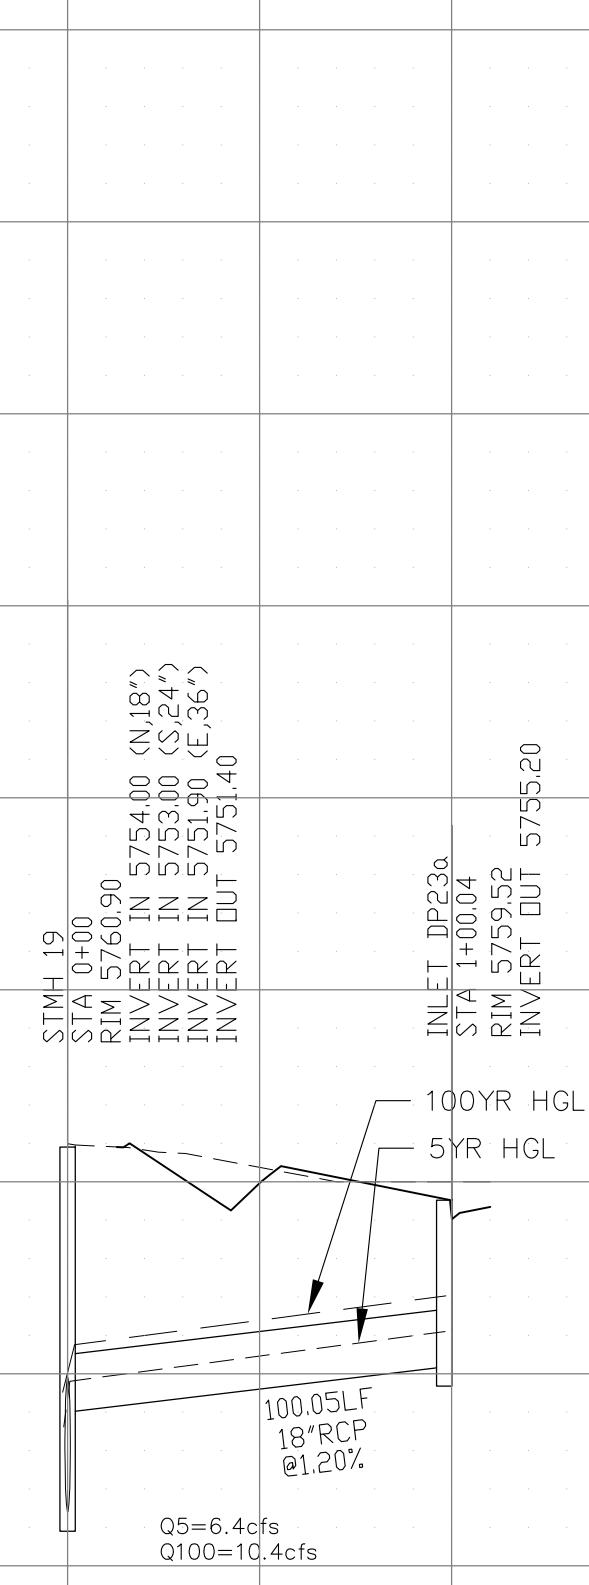 STMH 19
STA 0+00
RIM 5760.90
INVERT IN 5754.00 (N,18")
INVERT IN 5753.00 (S,24")
INVERT IN 5751.90 (E,36")
INVERT OUT 5751.40
INLET DP23a
STA 1+00.04
RIM 5759.52
INVERT OUT 5755.20
100YR HGL
5YR HGL
100.05LF
18"RCP
@1.20%
Q5=6.4cfs
Q100=10.4cfs